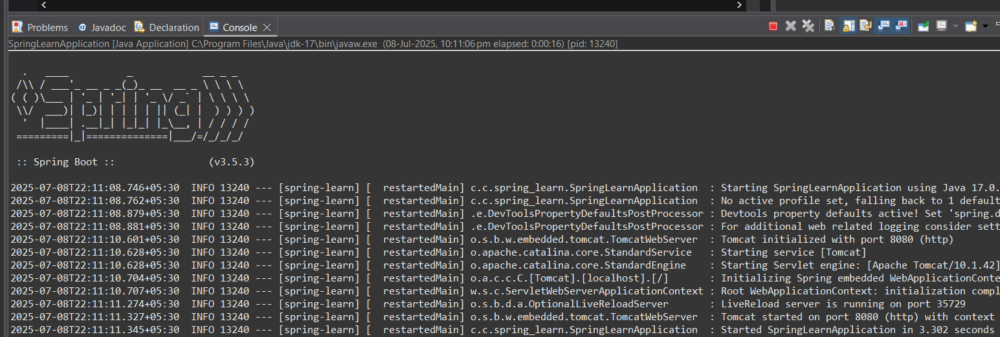 Problems Javadoc Declaration Console
SpringLearnApplication [Java Application] C:\Program Files\Java\jdk-17\bin\javaw.exe (08-Jul-2025, 10:11:06 pm elapsed: 0:00:16) [pid: 13240]
  .   ____          _            __ _ _
 /\\ / ___'_ __ _ _(_)_ __  __ _ \ \ \ \
( ( )\___ | '_ | '_| | '_ \/ _` | \ \ \ \
 \\/  ___)| |_)| | | | | || (_| |  ) ) ) )
  '  |____| .__|_| |_|_| |_\__, | / / / /
 =========|_|==============|___/=/_/_/_/
 :: Spring Boot ::                (v3.5.3)
2025-07-08T22:11:08.746+05:30  INFO 13240 --- [spring-learn] [  restartedMain] c.c.spring_learn.SpringLearnApplication  : Starting SpringLearnApplication using Java 17.0.
2025-07-08T22:11:08.762+05:30  INFO 13240 --- [spring-learn] [  restartedMain] c.c.spring_learn.SpringLearnApplication  : No active profile set, falling back to 1 default
2025-07-08T22:11:08.879+05:30  INFO 13240 --- [spring-learn] [  restartedMain] .e.DevToolsPropertyDefaultsPostProcessor : Devtools property defaults active! Set 'spring.d
2025-07-08T22:11:08.881+05:30  INFO 13240 --- [spring-learn] [  restartedMain] .e.DevToolsPropertyDefaultsPostProcessor : For additional web related logging consider sett
2025-07-08T22:11:10.601+05:30  INFO 13240 --- [spring-learn] [  restartedMain] o.s.b.w.embedded.tomcat.TomcatWebServer  : Tomcat initialized with port 8080 (http)
2025-07-08T22:11:10.628+05:30  INFO 13240 --- [spring-learn] [  restartedMain] o.apache.catalina.core.StandardService   : Starting service [Tomcat]
2025-07-08T22:11:10.628+05:30  INFO 13240 --- [spring-learn] [  restartedMain] o.apache.catalina.core.StandardEngine    : Starting Servlet engine: [Apache Tomcat/10.1.42]
2025-07-08T22:11:10.704+05:30  INFO 13240 --- [spring-learn] [  restartedMain] o.a.c.c.C.[Tomcat].[localhost].[/]       : Initializing Spring embedded WebApplicationConte
2025-07-08T22:11:10.707+05:30  INFO 13240 --- [spring-learn] [  restartedMain] w.s.c.ServletWebServerApplicationContext : Root WebApplicationContext: initialization compl
2025-07-08T22:11:11.274+05:30  INFO 13240 --- [spring-learn] [  restartedMain] o.s.b.d.a.OptionalLiveReloadServer       : LiveReload server is running on port 35729
2025-07-08T22:11:11.327+05:30  INFO 13240 --- [spring-learn] [  restartedMain] o.s.b.w.embedded.tomcat.TomcatWebServer  : Tomcat started on port 8080 (http) with context
2025-07-08T22:11:11.345+05:30  INFO 13240 --- [spring-learn] [  restartedMain] c.c.spring_learn.SpringLearnApplication  : Started SpringLearnApplication in 3.302 seconds